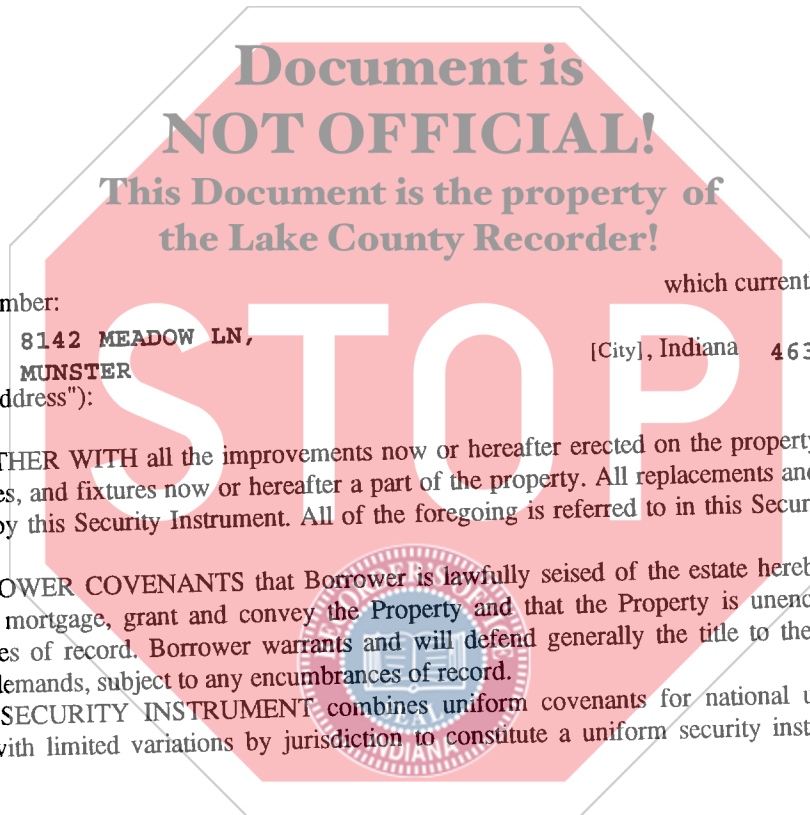 Document is
NOT OFFICIAL!
This Document is the property of
the Lake County Recorder!
which current
mber:
8142 MEADOW LN,
[City], Indiana 463
MUNSTER
ddress"):
STOP
THER WITH all the improvements now or hereafter erected on the property
es, and fixtures now or hereafter a part of the property. All replacements and
by this Security Instrument. All of the foregoing is referred to in this Secur
OWER COVENANTS that Borrower is lawfully seised of the estate hereb
mortgage, grant and convey the Property and that the Property is unenc
es of record. Borrower warrants and will defend generally the title to the
demands, subject to any encumbrances of record.
SECURITY INSTRUMENT combines uniform covenants for national u
with limited variations by jurisdiction to constitute a uniform security inst
SEAL